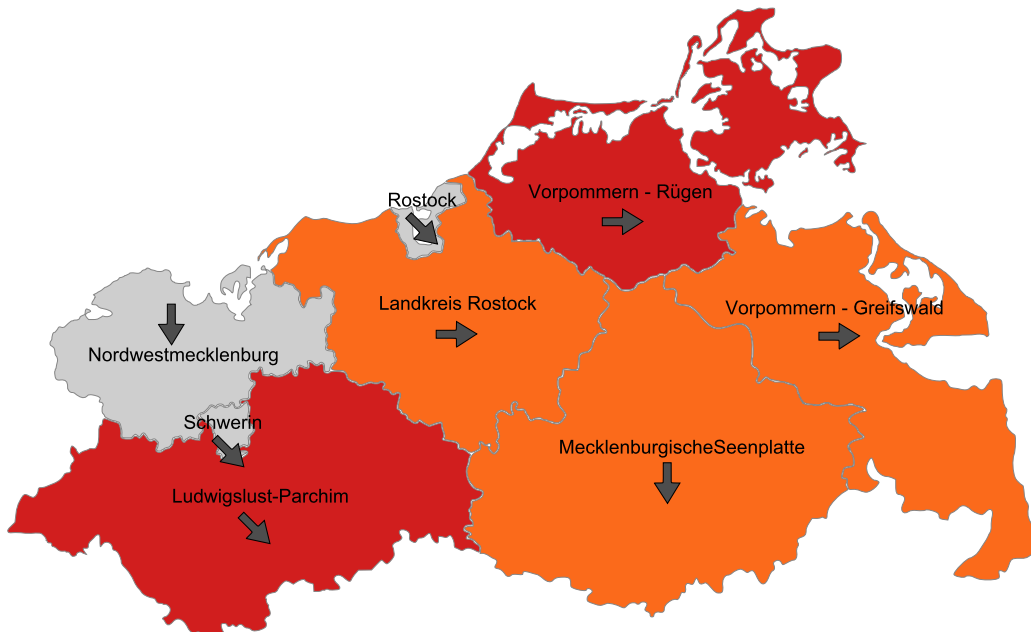 Vorpommern - Rügen
Rostock
Landkreis Rostock
Vorpommern - Greifswald
Nordwestmecklenburg
Schwerin
MecklenburgischeSeenplatte
Ludwigslust-Parchim